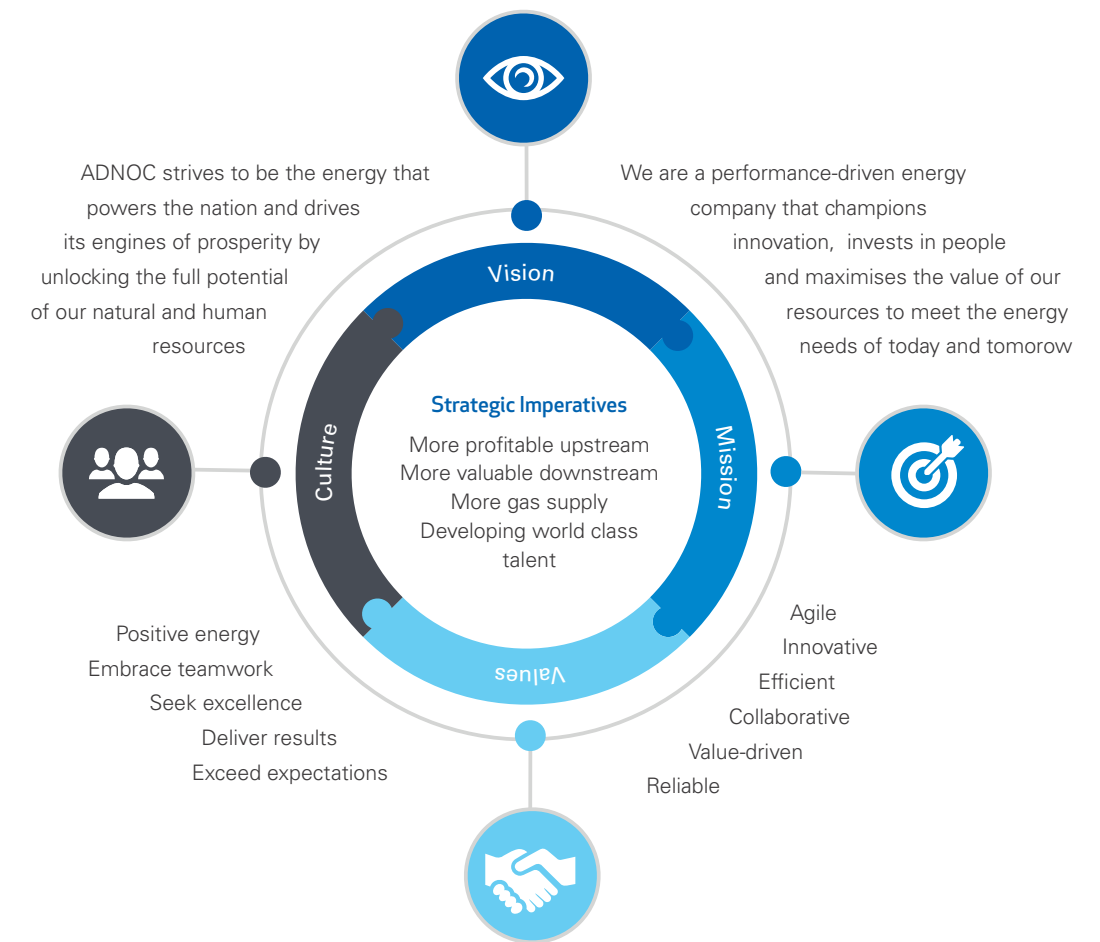 ADNOC strives to be the energy that
powers the nation and drives
its engines of prosperity by
unlocking the full potential
of our natural and human
resources
We are a performance-driven energy
company that champions
innovation, invests in people
and maximises the value of our
resources to meet the energy
needs of today and tomorow
Vision
Mission
Values
Culture
Strategic Imperatives
More profitable upstream
More valuable downstream
More gas supply
Developing world class
talent
Positive energy
Embrace teamwork
Seek excellence
Deliver results
Exceed expectations
Agile
Innovative
Efficient
Collaborative
Value-driven
Reliable